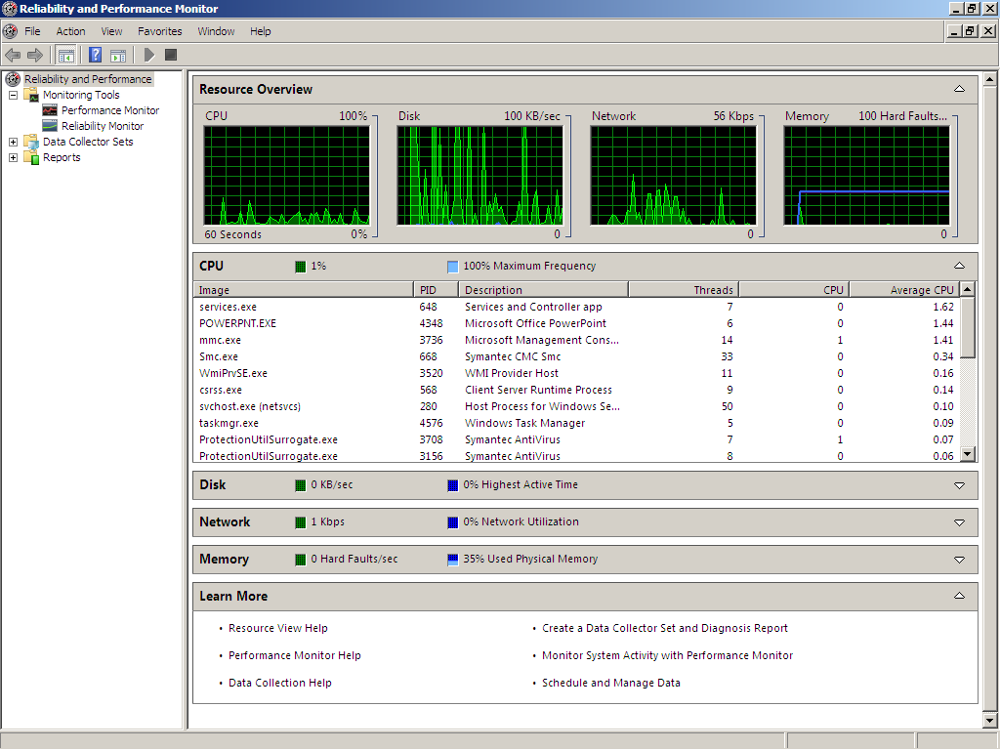 Reliability and Performance Monitor
File Action View Favorites Window Help
Reliability and Performance
Monitoring Tools
Performance Monitor
Reliability Monitor
Data Collector Sets
Reports
Resource Overview
CPU 100%
60 Seconds 0%
Disk 100 KB/sec
0
Network 56 Kbps
0
Memory 100 Hard Faults...
0
CPU 1% 100% Maximum Frequency
Image PID Description Threads CPU Average CPU
services.exe 648 Services and Controller app 7 0 1.62
POWERPNT.EXE 4348 Microsoft Office PowerPoint 6 0 1.44
mmc.exe 3736 Microsoft Management Cons... 14 1 1.41
Smc.exe 668 Symantec CMC Smc 33 0 0.34
WmiPrvSE.exe 3520 WMI Provider Host 11 0 0.16
csrss.exe 568 Client Server Runtime Process 9 0 0.14
svchost.exe (netsvcs) 280 Host Process for Windows Se... 50 0 0.10
taskmgr.exe 4576 Windows Task Manager 5 0 0.09
ProtectionUtilSurrogate.exe 3708 Symantec AntiVirus 7 1 0.07
ProtectionUtilSurrogate.exe 3156 Symantec AntiVirus 8 0 0.06
Disk 0 KB/sec 0% Highest Active Time
Network 1 Kbps 0% Network Utilization
Memory 0 Hard Faults/sec 35% Used Physical Memory
Learn More
• Resource View Help
• Create a Data Collector Set and Diagnosis Report
• Performance Monitor Help
• Monitor System Activity with Performance Monitor
• Data Collection Help
• Schedule and Manage Data